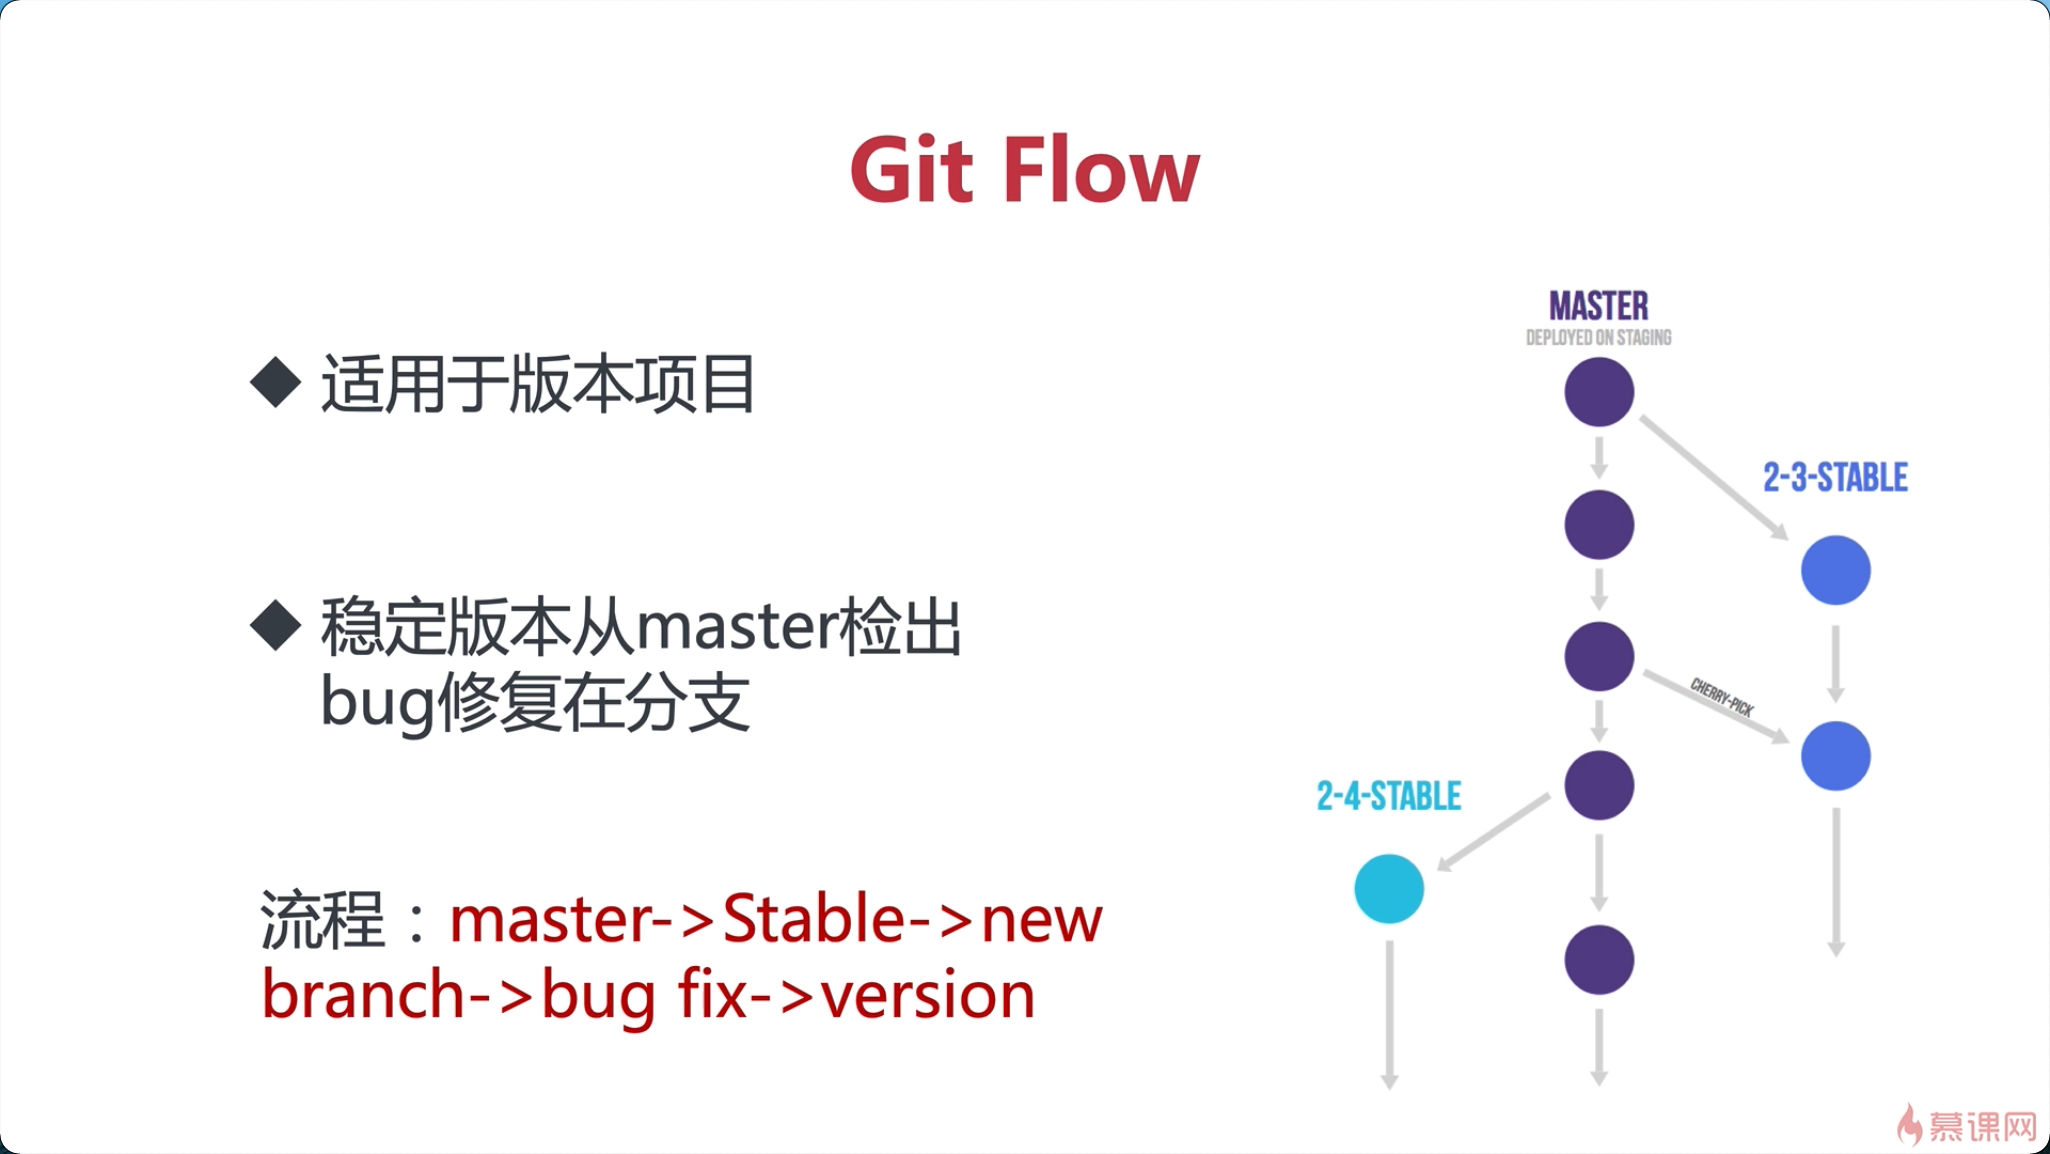 Git Flow
适用于版本项目
稳定版本从master检出
bug修复在分支
流程：master->Stable->new
branch->bug fix->version
MASTER
DEPLOYED ON STAGING
2-3-STABLE
CHERRY-PICK
2-4-STABLE
慕课网